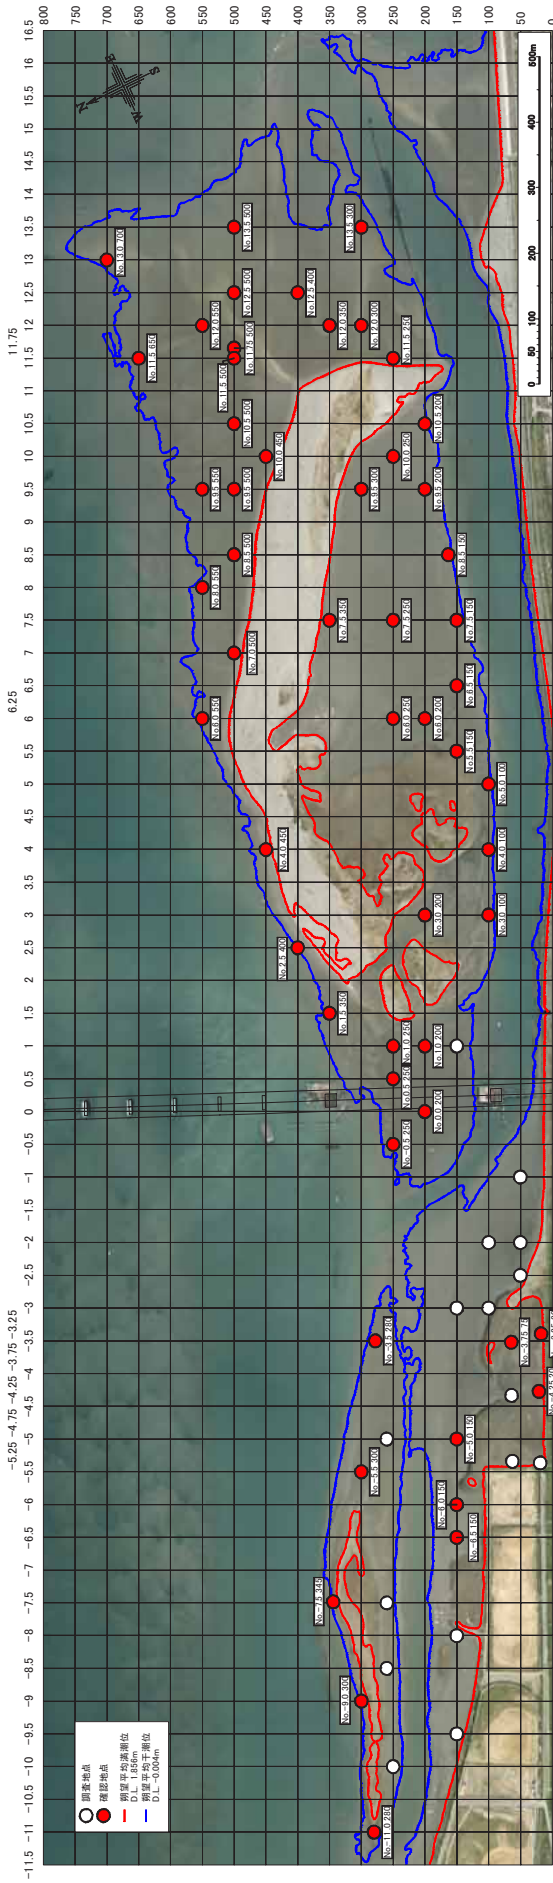 調査地点
確認地点
朔望平均満潮位
D.L. 1.856m
朔望平均干潮位
D.L. -0.004m
-5.25 -4.75 -4.25 -3.75 -3.25
6.25
11.75
-11.5 -11 -10.5 -10 -9.5 -9 -8.5 -8 -7.5 -7 -6.5 -6 -5.5 -5 -4.5 -4 -3.5 -3 -2.5 -2 -1.5 -1 -0.5 0 0.5 1 1.5 2 2.5 3 3.5 4 4.5 5 5.5 6 6.5 7 7.5 8 8.5 9 9.5 10 10.5 11 11.5 12 12.5 13 13.5 14 14.5 15 15.5 16 16.5
800
750
700
650
600
550
500
450
400
350
300
250
200
150
100
50
0
N
E
S
W
0 50 100 200 300 400 500m
No.-11.0 280
No.-9.0 300
No.-7.5 345
No.-6.5 150
No.-6.0 150
No.-5.5 300
No.-5.0 150
No.-3.5 280
No.-3.75 75
No.-0.5 250
No.0.0 200
No.0.5 250
No.1.0 250
No.1.0 200
No.1.5 350
No.2.5 400
No.3.0 200
No.3.0 100
No.4.0 450
No.4.0 100
No.5.0 100
No.5.5 150
No.6.0 550
No.6.0 250
No.6.0 200
No.6.5 150
No.7.0 500
No.7.5 350
No.7.5 250
No.7.5 150
No.8.0 550
No.8.5 500
No.8.5 150
No.9.5 550
No.9.5 500
No.9.5 300
No.9.5 200
No.10.0 450
No.10.0 250
No.10.5 500
No.10.5 200
No.11.5 650
No.11.5 500
No.11.75 500
No.11.5 250
No.12.0 550
No.12.0 350
No.12.0 300
No.12.5 500
No.12.5 400
No.13.0 700
No.13.5 500
No.13.5 300